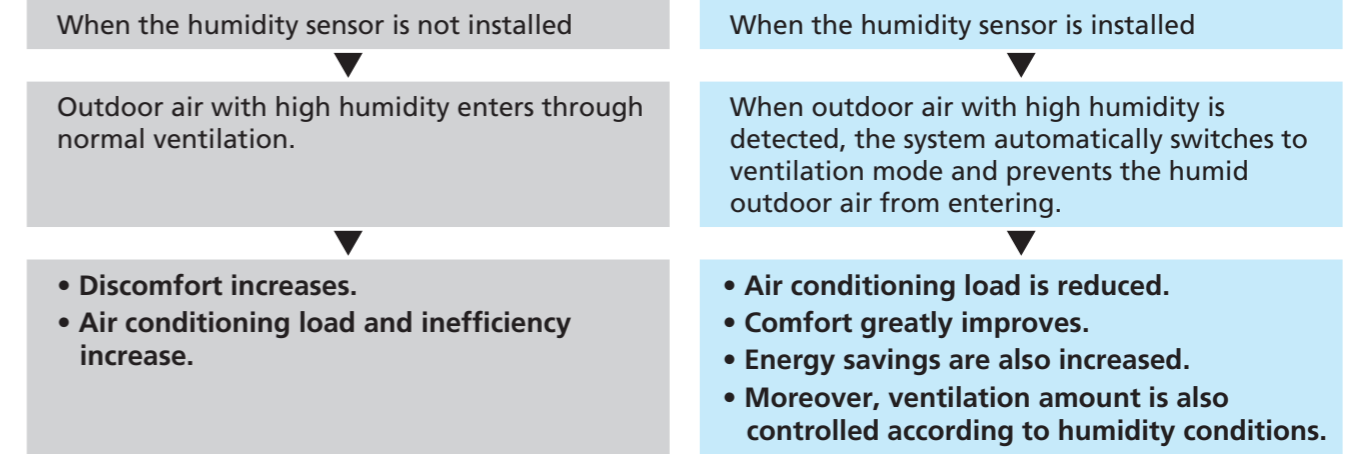 When the humidity sensor is not installed
Outdoor air with high humidity enters through
normal ventilation.
• Discomfort increases.
• Air conditioning load and inefficiency
increase.
When the humidity sensor is installed
When outdoor air with high humidity is
detected, the system automatically switches to
ventilation mode and prevents the humid
outdoor air from entering.
• Air conditioning load is reduced.
• Comfort greatly improves.
• Energy savings are also increased.
• Moreover, ventilation amount is also
controlled according to humidity conditions.